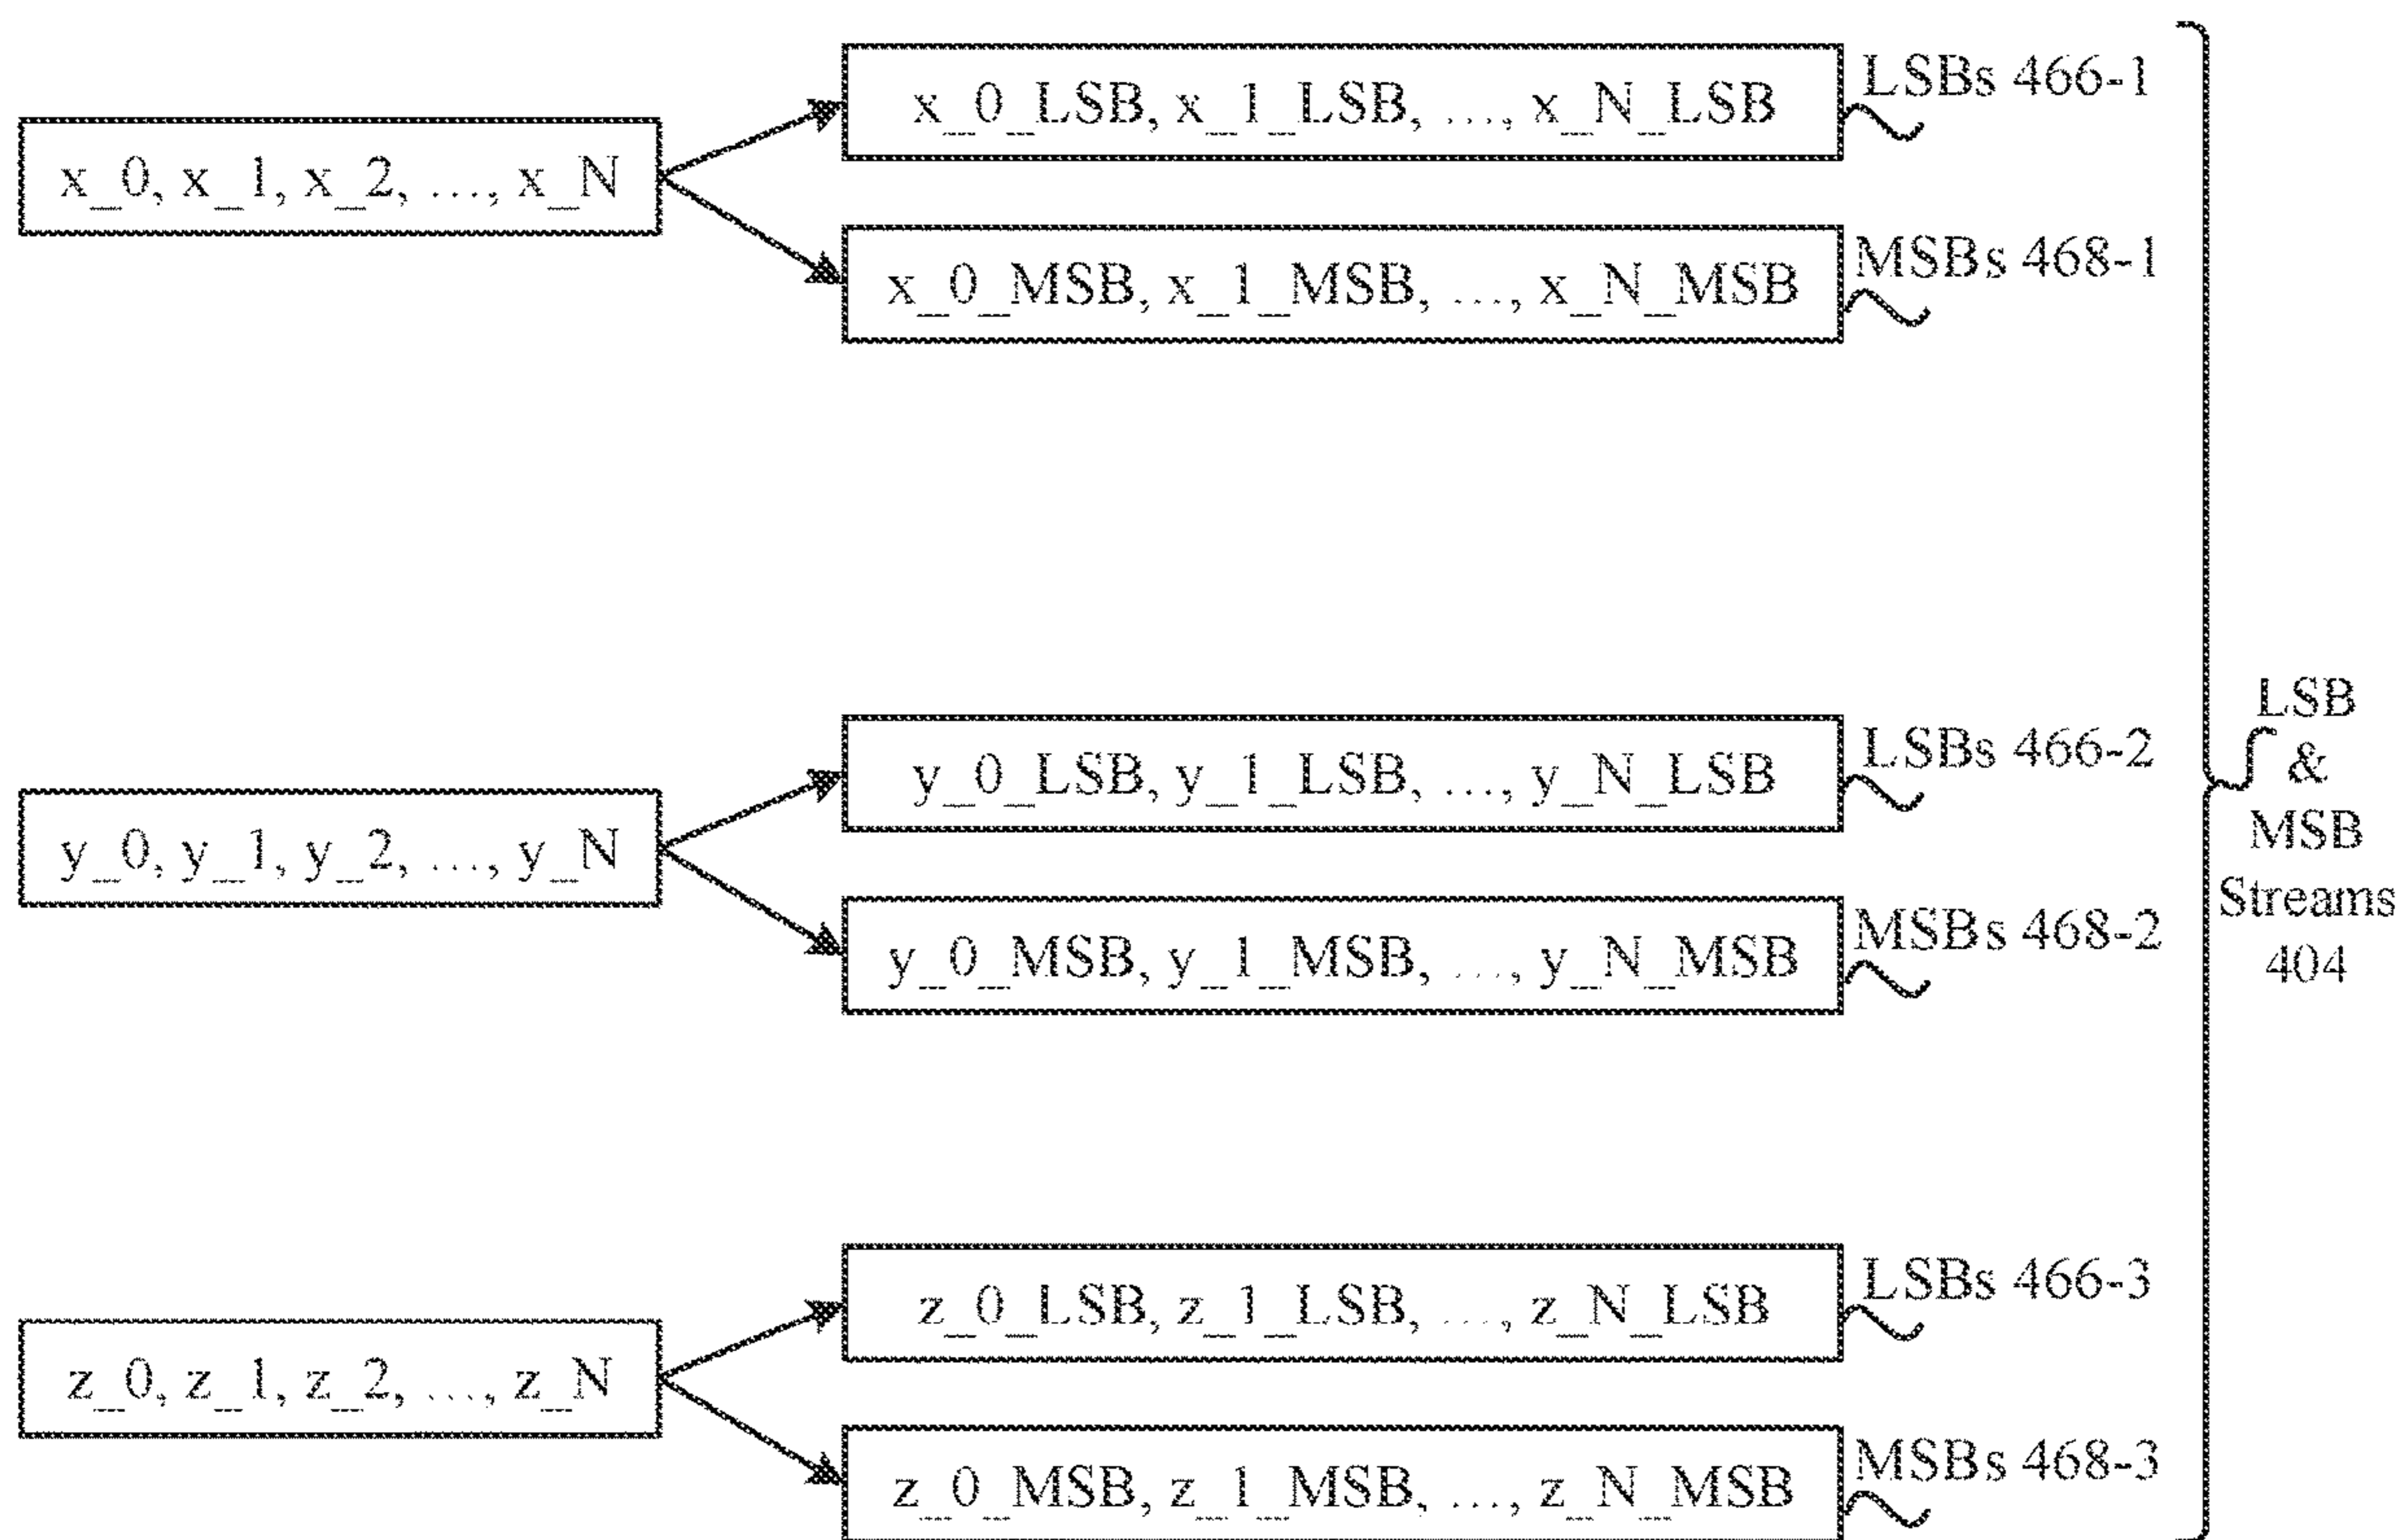 x_0_LSB, x_1_LSB, ..., x_N_LSB
LSBs 466-1
x_0, x_1, x_2, ..., x_N
x_0_MSB, x_1_MSB, ..., x_N_MSB
MSBs 468-1
y_0_LSB, y_1_LSB, ..., y_N_LSB
LSBs 466-2
y_0, y_1, y_2, ..., y_N
y_0_MSB, y_1_MSB, ..., y_N_MSB
MSBs 468-2
z_0_LSB, z_1_LSB, ..., z_N_LSB
LSBs 466-3
z_0, z_1, z_2, ..., z_N
z_0_MSB, z_1_MSB, ..., z_N_MSB
MSBs 468-3
LSB
&
MSB
Streams
404